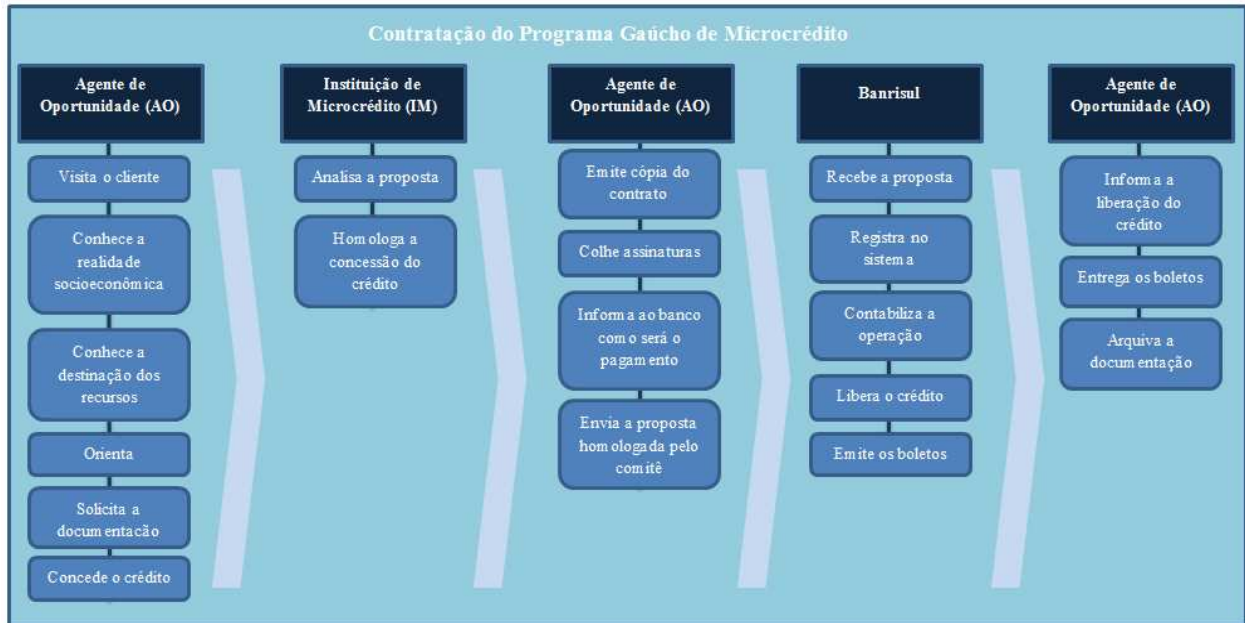 Contratação do Programa Gaúcho de Microcrédito
Agente de
Oportunidade (AO)
Visita o cliente
Conhece a
realidade
socioeconômica
Conhece a
destinação dos
recursos
Orienta
Solicita a
documentacão
Concede o crédito
Instituição de
Microcrédito (IM)
Analisa a proposta
Homologa a
concessão do
crédito
Agente de
Oportunidade (AO)
Emite cópia do
contrato
Colhe assinaturas
Informa ao banco
como será o
pagamento
Envia a proposta
homologada pelo
comitê
Banrisul
Recebe a proposta
Registra no
sistema
Contabiliza a
operação
Libera o crédito
Emite os boletos
Agente de
Oportunidade (AO)
Informa a
liberação do
crédito
Entrega os boletos
Arquiva a
documentação